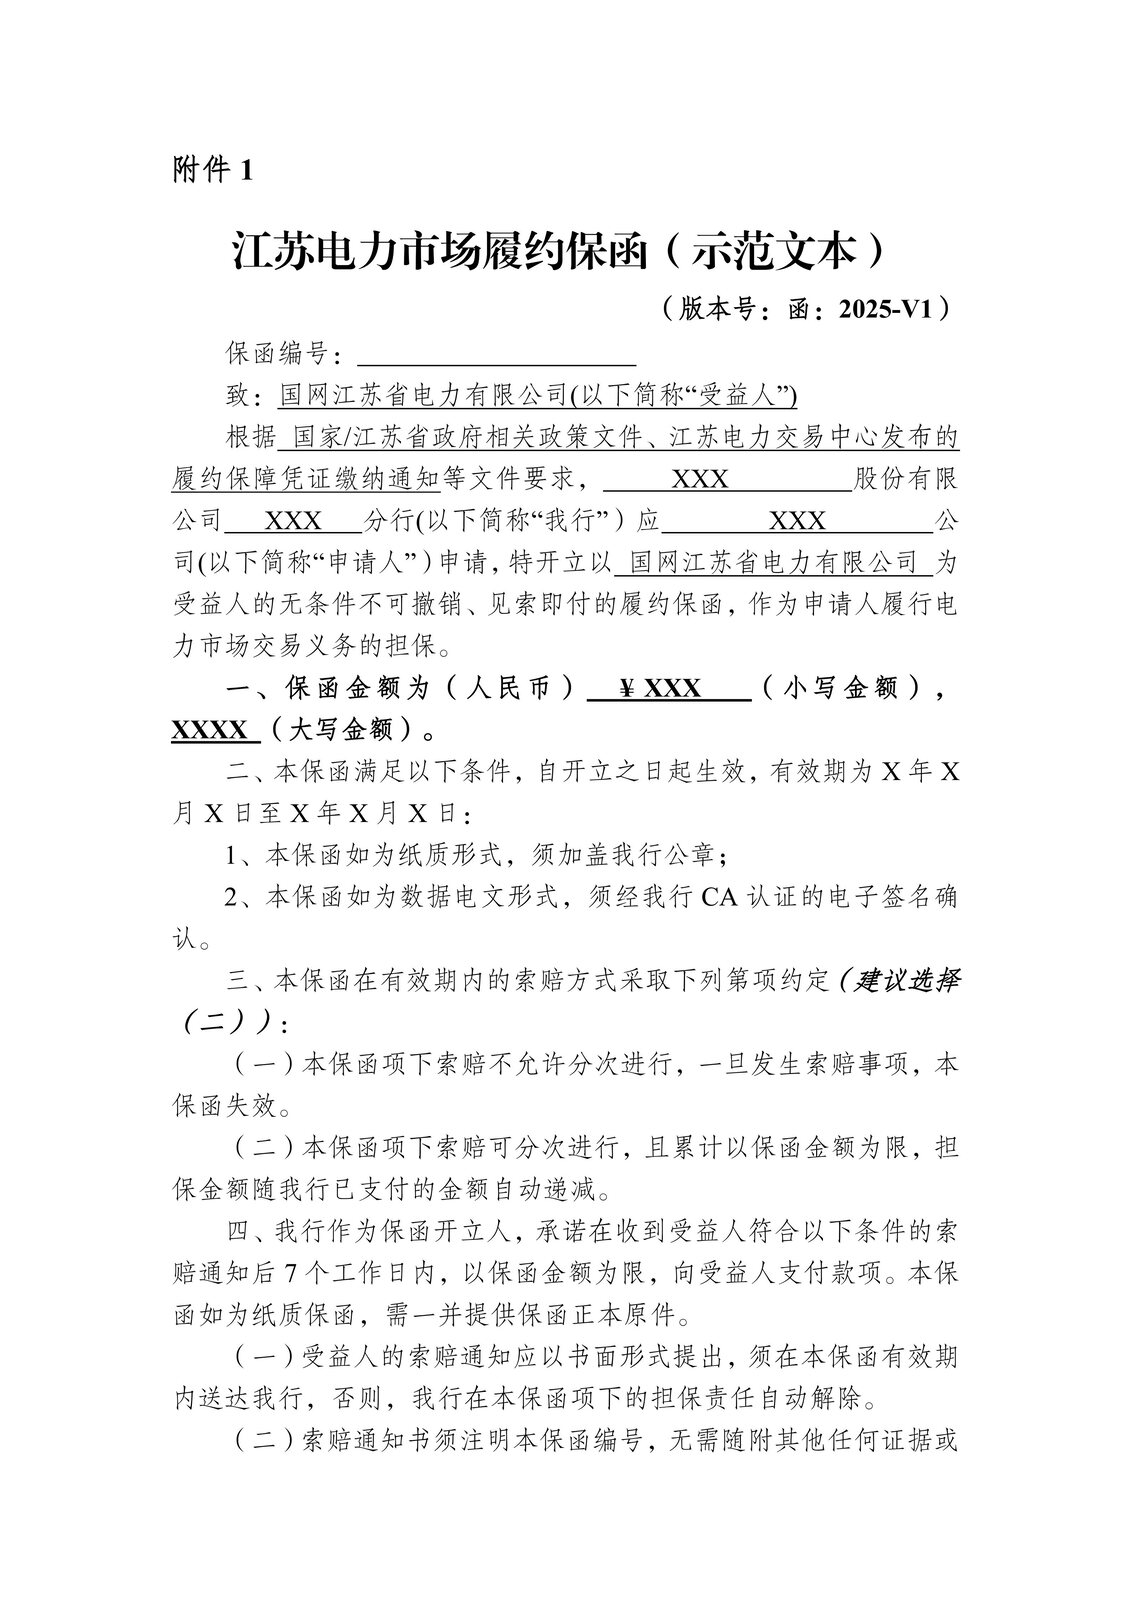 附件 1
江苏电力市场履约保函（示范文本）
（版本号：函：2025-V1）
保函编号：
致：国网江苏省电力有限公司(以下简称“受益人”)
根据 国家/江苏省政府相关政策文件、江苏电力交易中心发布的
履约保障凭证缴纳通知等文件要求， XXX 股份有限
公司 XXX 分行(以下简称“我行”）应 XXX 公
司(以下简称“申请人”）申请，特开立以 国网江苏省电力有限公司 为
受益人的无条件不可撤销、见索即付的履约保函，作为申请人履行电
力市场交易义务的担保。
一、保函金额为（人民币） ¥ XXX （小写金额），
XXXX （大写金额）。
二、本保函满足以下条件，自开立之日起生效，有效期为 X 年 X
月 X 日至 X 年 X 月 X 日：
1、本保函如为纸质形式，须加盖我行公章；
2、本保函如为数据电文形式，须经我行 CA 认证的电子签名确
认。
三、本保函在有效期内的索赔方式采取下列第项约定（建议选择
（二））：
（一）本保函项下索赔不允许分次进行，一旦发生索赔事项，本
保函失效。
（二）本保函项下索赔可分次进行，且累计以保函金额为限，担
保金额随我行已支付的金额自动递减。
四、我行作为保函开立人，承诺在收到受益人符合以下条件的索
赔通知后 7 个工作日内，以保函金额为限，向受益人支付款项。本保
函如为纸质保函，需一并提供保函正本原件。
（一）受益人的索赔通知应以书面形式提出，须在本保函有效期
内送达我行，否则，我行在本保函项下的担保责任自动解除。
（二）索赔通知书须注明本保函编号，无需随附其他任何证据或